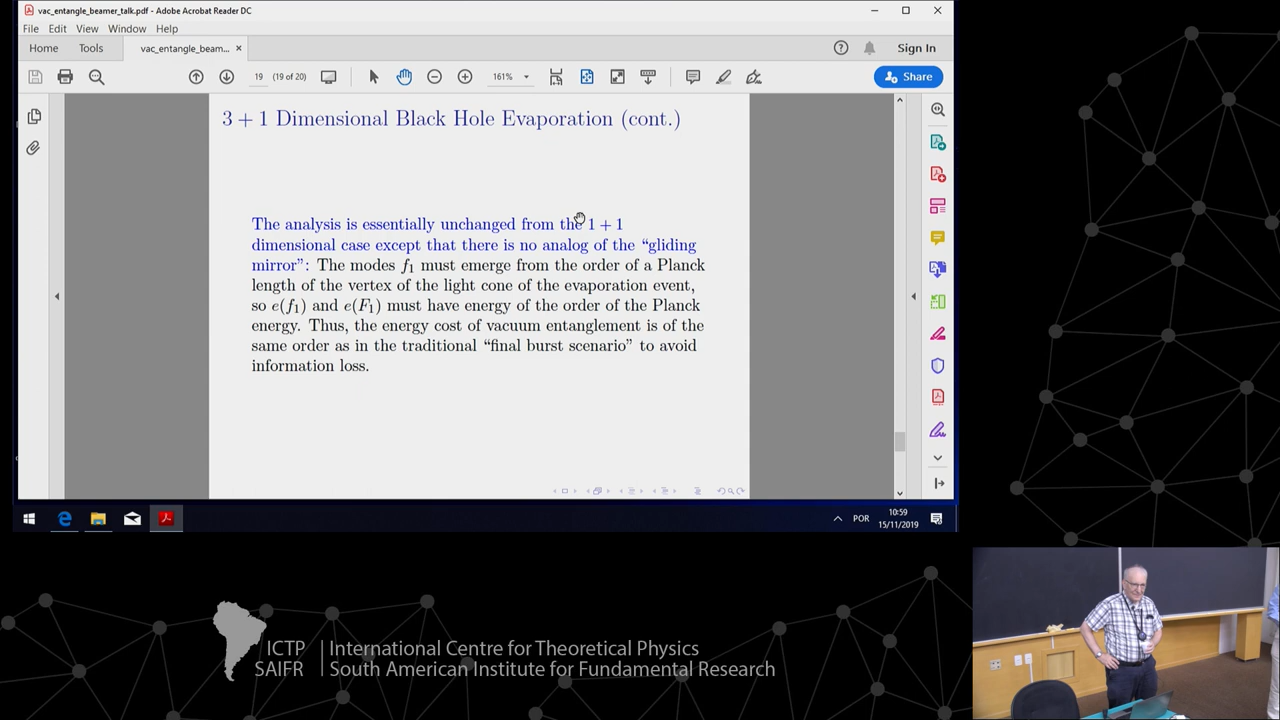 vac_entangle_beamer_talk.pdf - Adobe Acrobat Reader DC
File Edit View Window Help
Home Tools vac_entangle_beam... × Sign In
19 (19 of 20) 161% Share
3 + 1 Dimensional Black Hole Evaporation (cont.)
The analysis is essentially unchanged from the 1 + 1
dimensional case except that there is no analog of the “gliding
mirror”: The modes f₁ must emerge from the order of a Planck
length of the vertex of the light cone of the evaporation event,
so e(f₁) and e(F₁) must have energy of the order of the Planck
energy. Thus, the energy cost of vacuum entanglement is of the
same order as in the traditional “final burst scenario” to avoid
information loss.
POR
10:59
15/11/2019
ICTP International Centre for Theoretical Physics
SAIFR South American Institute for Fundamental Research